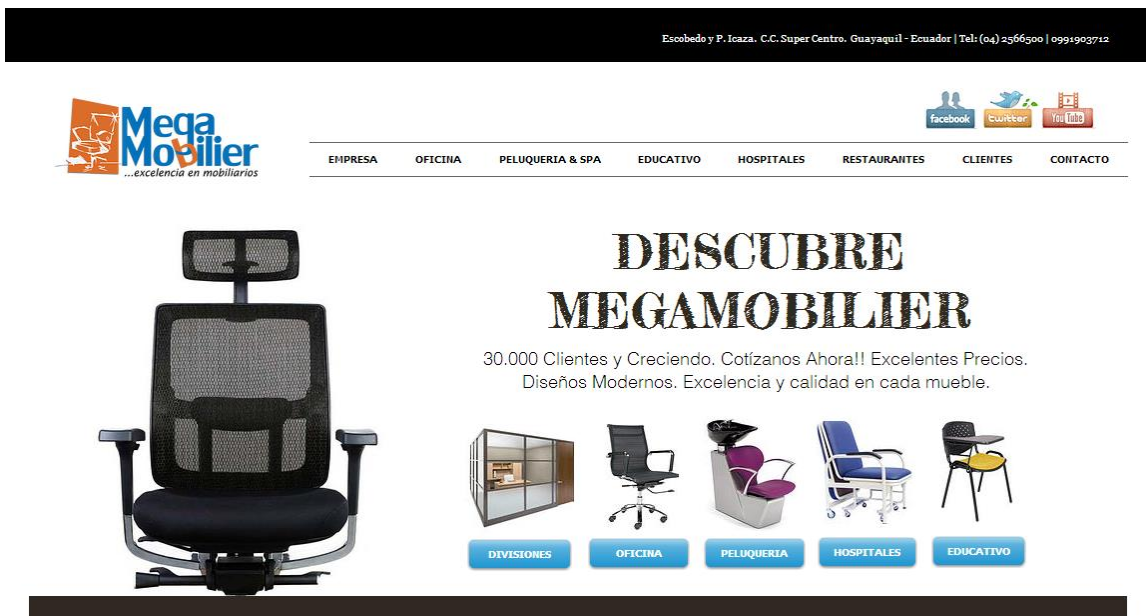 Escobedo y P. Icaza. C.C. Super Centro. Guayaquil - Ecuador | Tel: (04) 2566500 | 0991903712
Mega
Mobilier
...excelencia en mobiliarios
facebook
twitter
You Tube
EMPRESA OFICINA PELUQUERIA & SPA EDUCATIVO HOSPITALES RESTAURANTES CLIENTES CONTACTO
DESCUBRE
MEGAMOBILIER
30.000 Clientes y Creciendo. Cotízanos Ahora!! Excelentes Precios.
Diseños Modernos. Excelencia y calidad en cada mueble.
DIVISIONES OFICINA PELUQUERIA HOSPITALES EDUCATIVO